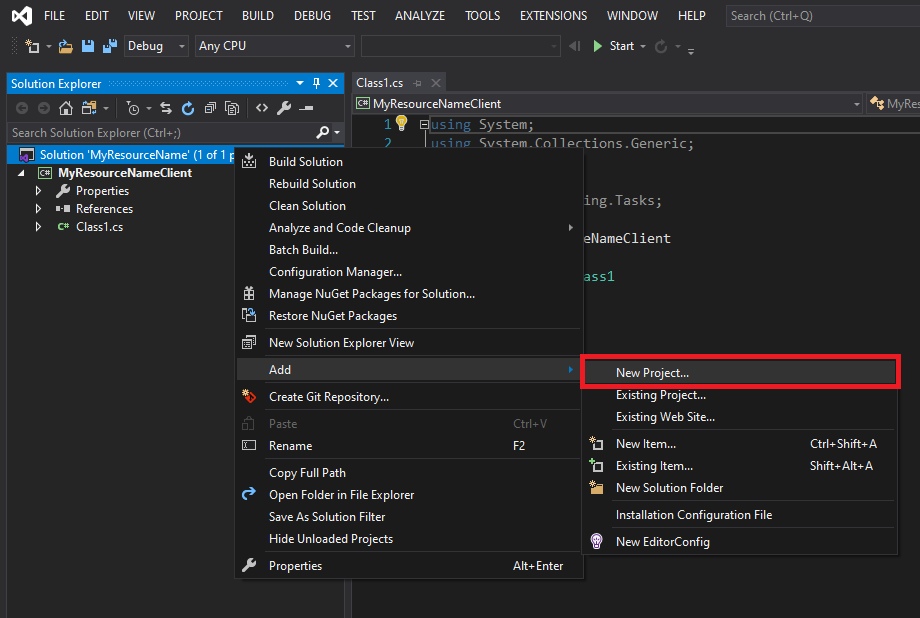 FILE EDIT VIEW PROJECT BUILD DEBUG TEST ANALYZE TOOLS EXTENSIONS WINDOW HELP Search (Ctrl+Q)
Debug Any CPU Start
Solution Explorer
Class1.cs
MyResourceNameClient
Search Solution Explorer (Ctrl+;)
1 using System;
2 using System.Collections.Generic;
Solution 'MyResourceName' (1 of 1 p
MyResourceNameClient
Properties
References
Class1.cs
ing.Tasks;
eNameClient
ass1
Build Solution
Rebuild Solution
Clean Solution
Analyze and Code Cleanup
Batch Build...
Configuration Manager...
Manage NuGet Packages for Solution...
Restore NuGet Packages
New Solution Explorer View
Add
Create Git Repository...
Paste Ctrl+V
Rename F2
Copy Full Path
Open Folder in File Explorer
Save As Solution Filter
Hide Unloaded Projects
Properties Alt+Enter
New Project...
Existing Project...
Existing Web Site...
New Item... Ctrl+Shift+A
Existing Item... Shift+Alt+A
New Solution Folder
Installation Configuration File
New EditorConfig